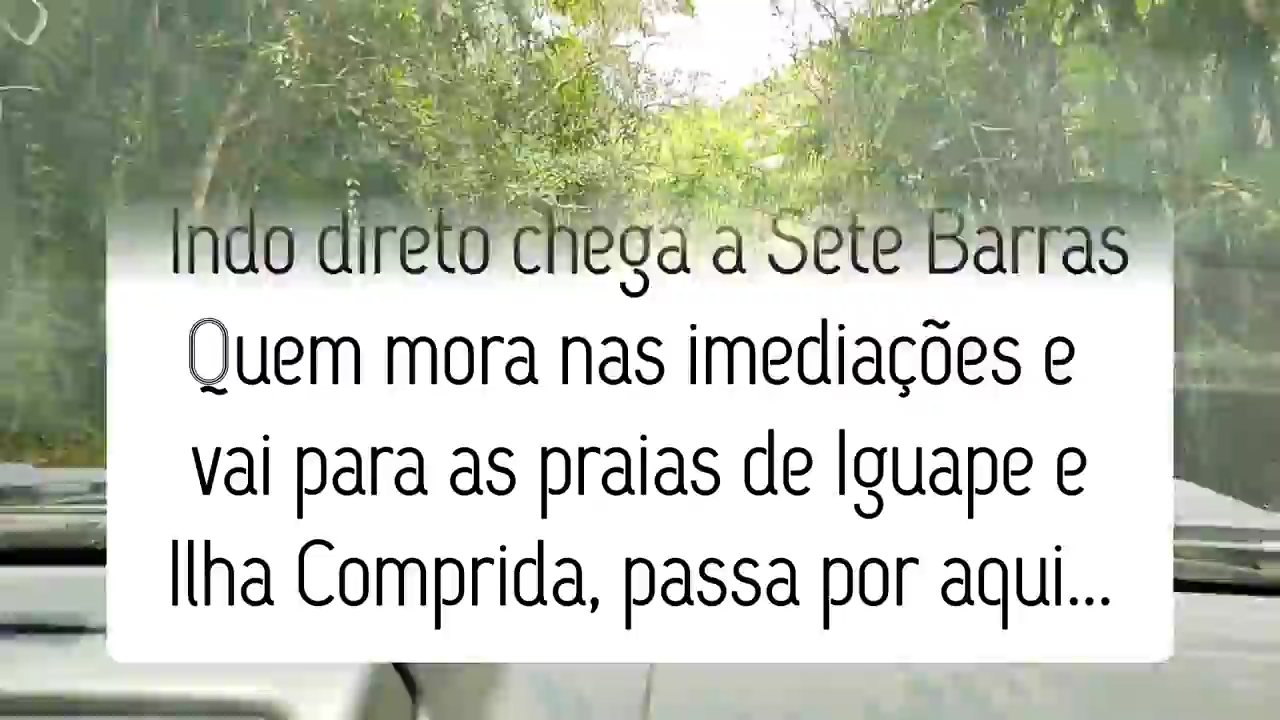 Indo direto chega a Sete Barras
Quem mora nas imediações e
vai para as praias de Iguape e
Ilha Comprida, passa por aqui...